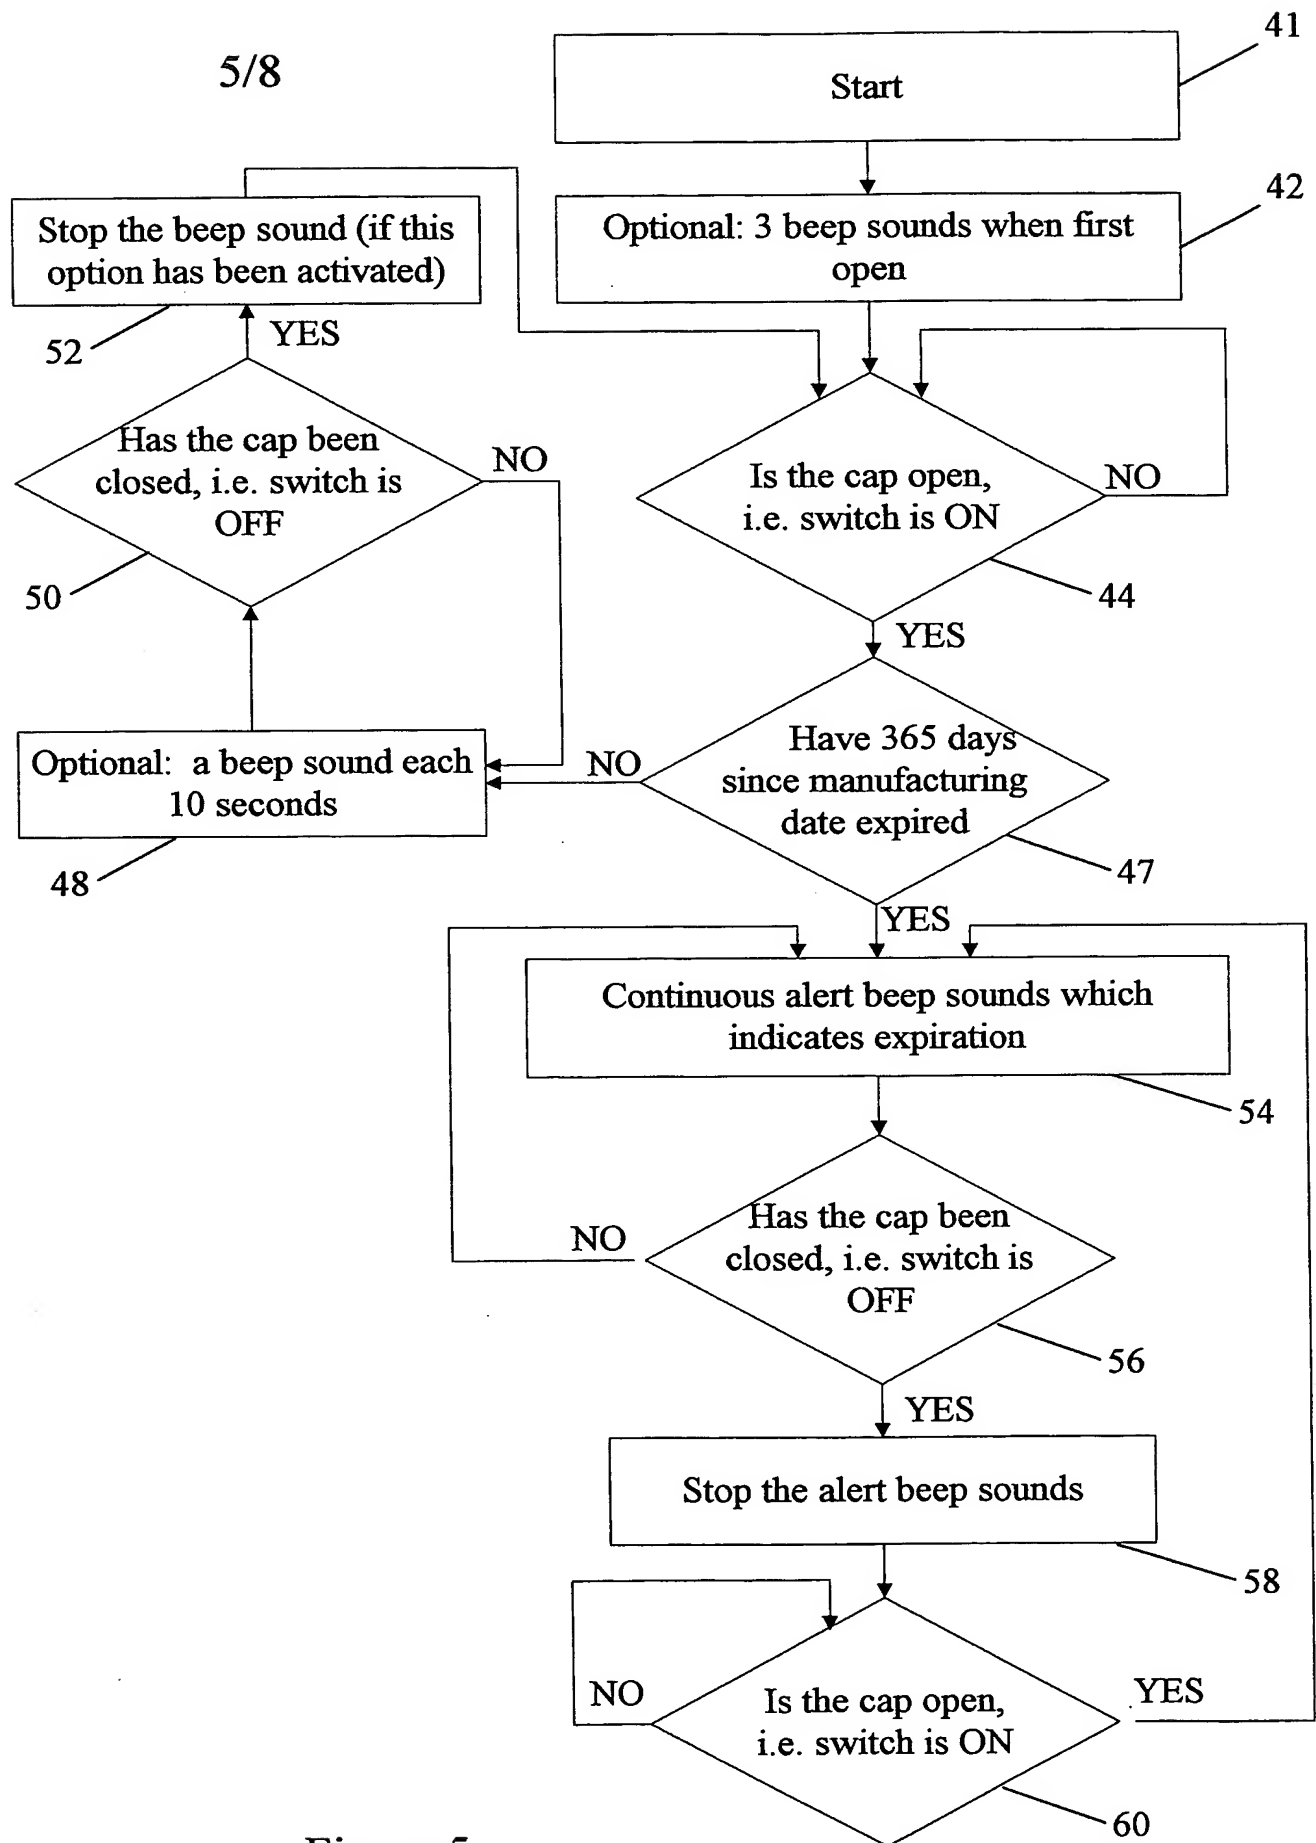 5/8
41
Start
42
Optional: 3 beep sounds when first
open
Stop the beep sound (if this
option has been activated)
52
YES
Has the cap been
closed, i.e. switch is
OFF
NO
50
Is the cap open,
i.e. switch is ON
NO
44
YES
Have 365 days
since manufacturing
date expired
NO
47
Optional: a beep sound each
10 seconds
48
YES
Continuous alert beep sounds which
indicates expiration
54
Has the cap been
closed, i.e. switch is
OFF
NO
56
YES
Stop the alert beep sounds
58
Is the cap open,
i.e. switch is ON
NO
YES
60